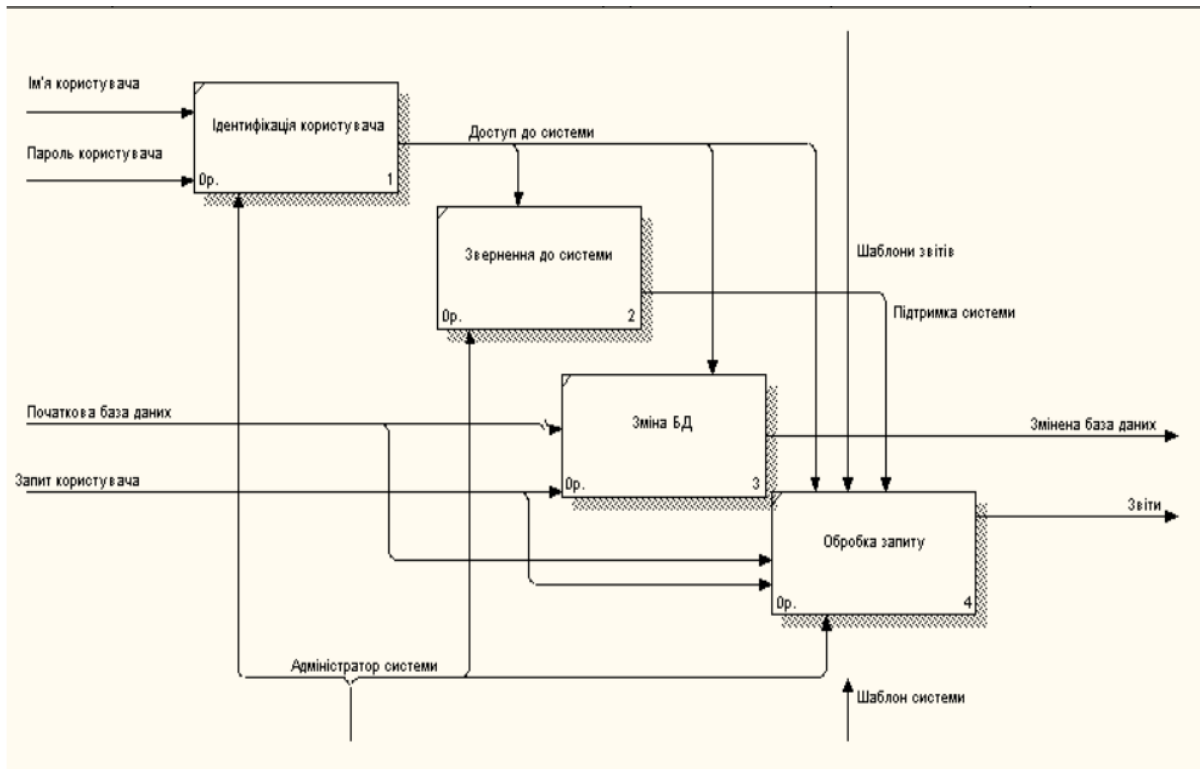 Ім'я користувача
Ідентифікація користувача
Доступ до системи
Пароль користувача
0р.
1
Звернення до системи
Шаблони звітів
0р.
2
Підтримка системи
Початкова база даних
Зміна БД
Змінена база даних
Запит користувача
0р.
3
Звіти
Обробка запиту
0р.
4
Адміністратор системи
Шаблон системи